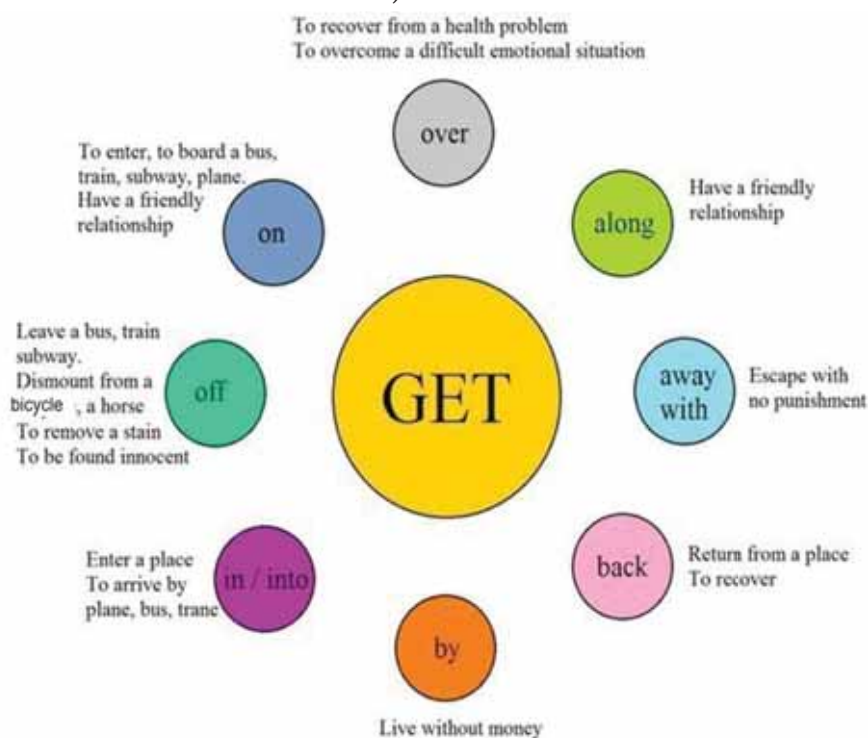 To recover from a health problem
To overcome a difficult emotional situation
over
To enter, to board a bus,
train, subway, plane.
Have a friendly
relationship
on
along
Have a friendly
relationship
Leave a bus, train
subway.
Dismount from a
bicycle , a horse
To remove a stain
To be found innocent
off
GET
away
with
Escape with
no punishment
Enter a place
To arrive by
plane, bus, trane
in / into
back
Return from a place
To recover
by
Live without money